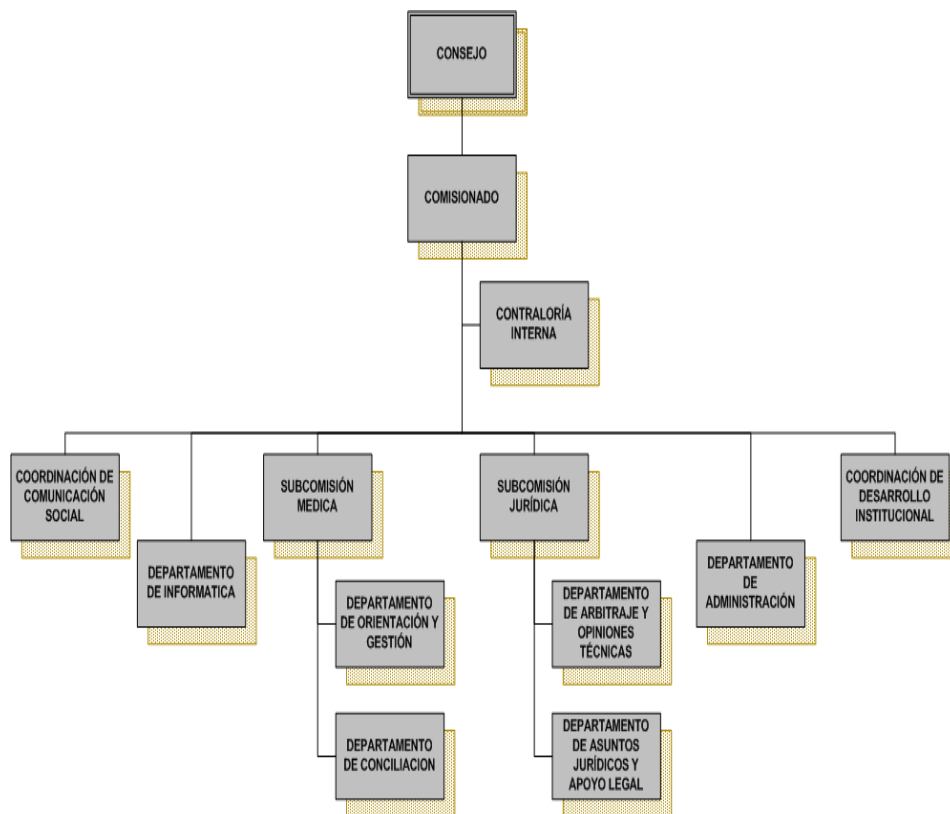 CONSEJO
COMISIONADO
CONTRALORÍA
INTERNA
COORDINACIÓN DE
COMUNICACIÓN
SOCIAL
SUBCOMISIÓN
MEDICA
SUBCOMISIÓN
JURÍDICA
COORDINACIÓN DE
DESARROLLO
INSTITUCIONAL
DEPARTAMENTO
DE INFORMATICA
DEPARTAMENTO
DE
ADMINISTRACIÓN
DEPARTAMENTO
DE ORIENTACIÓN Y
GESTIÓN
DEPARTAMENTO
DE ARBITRAJE Y
OPINIONES
TÉCNICAS
DEPARTAMENTO
DE CONCILIACION
DEPARTAMENTO
DE ASUNTOS
JURÍDICOS Y
APOYO LEGAL